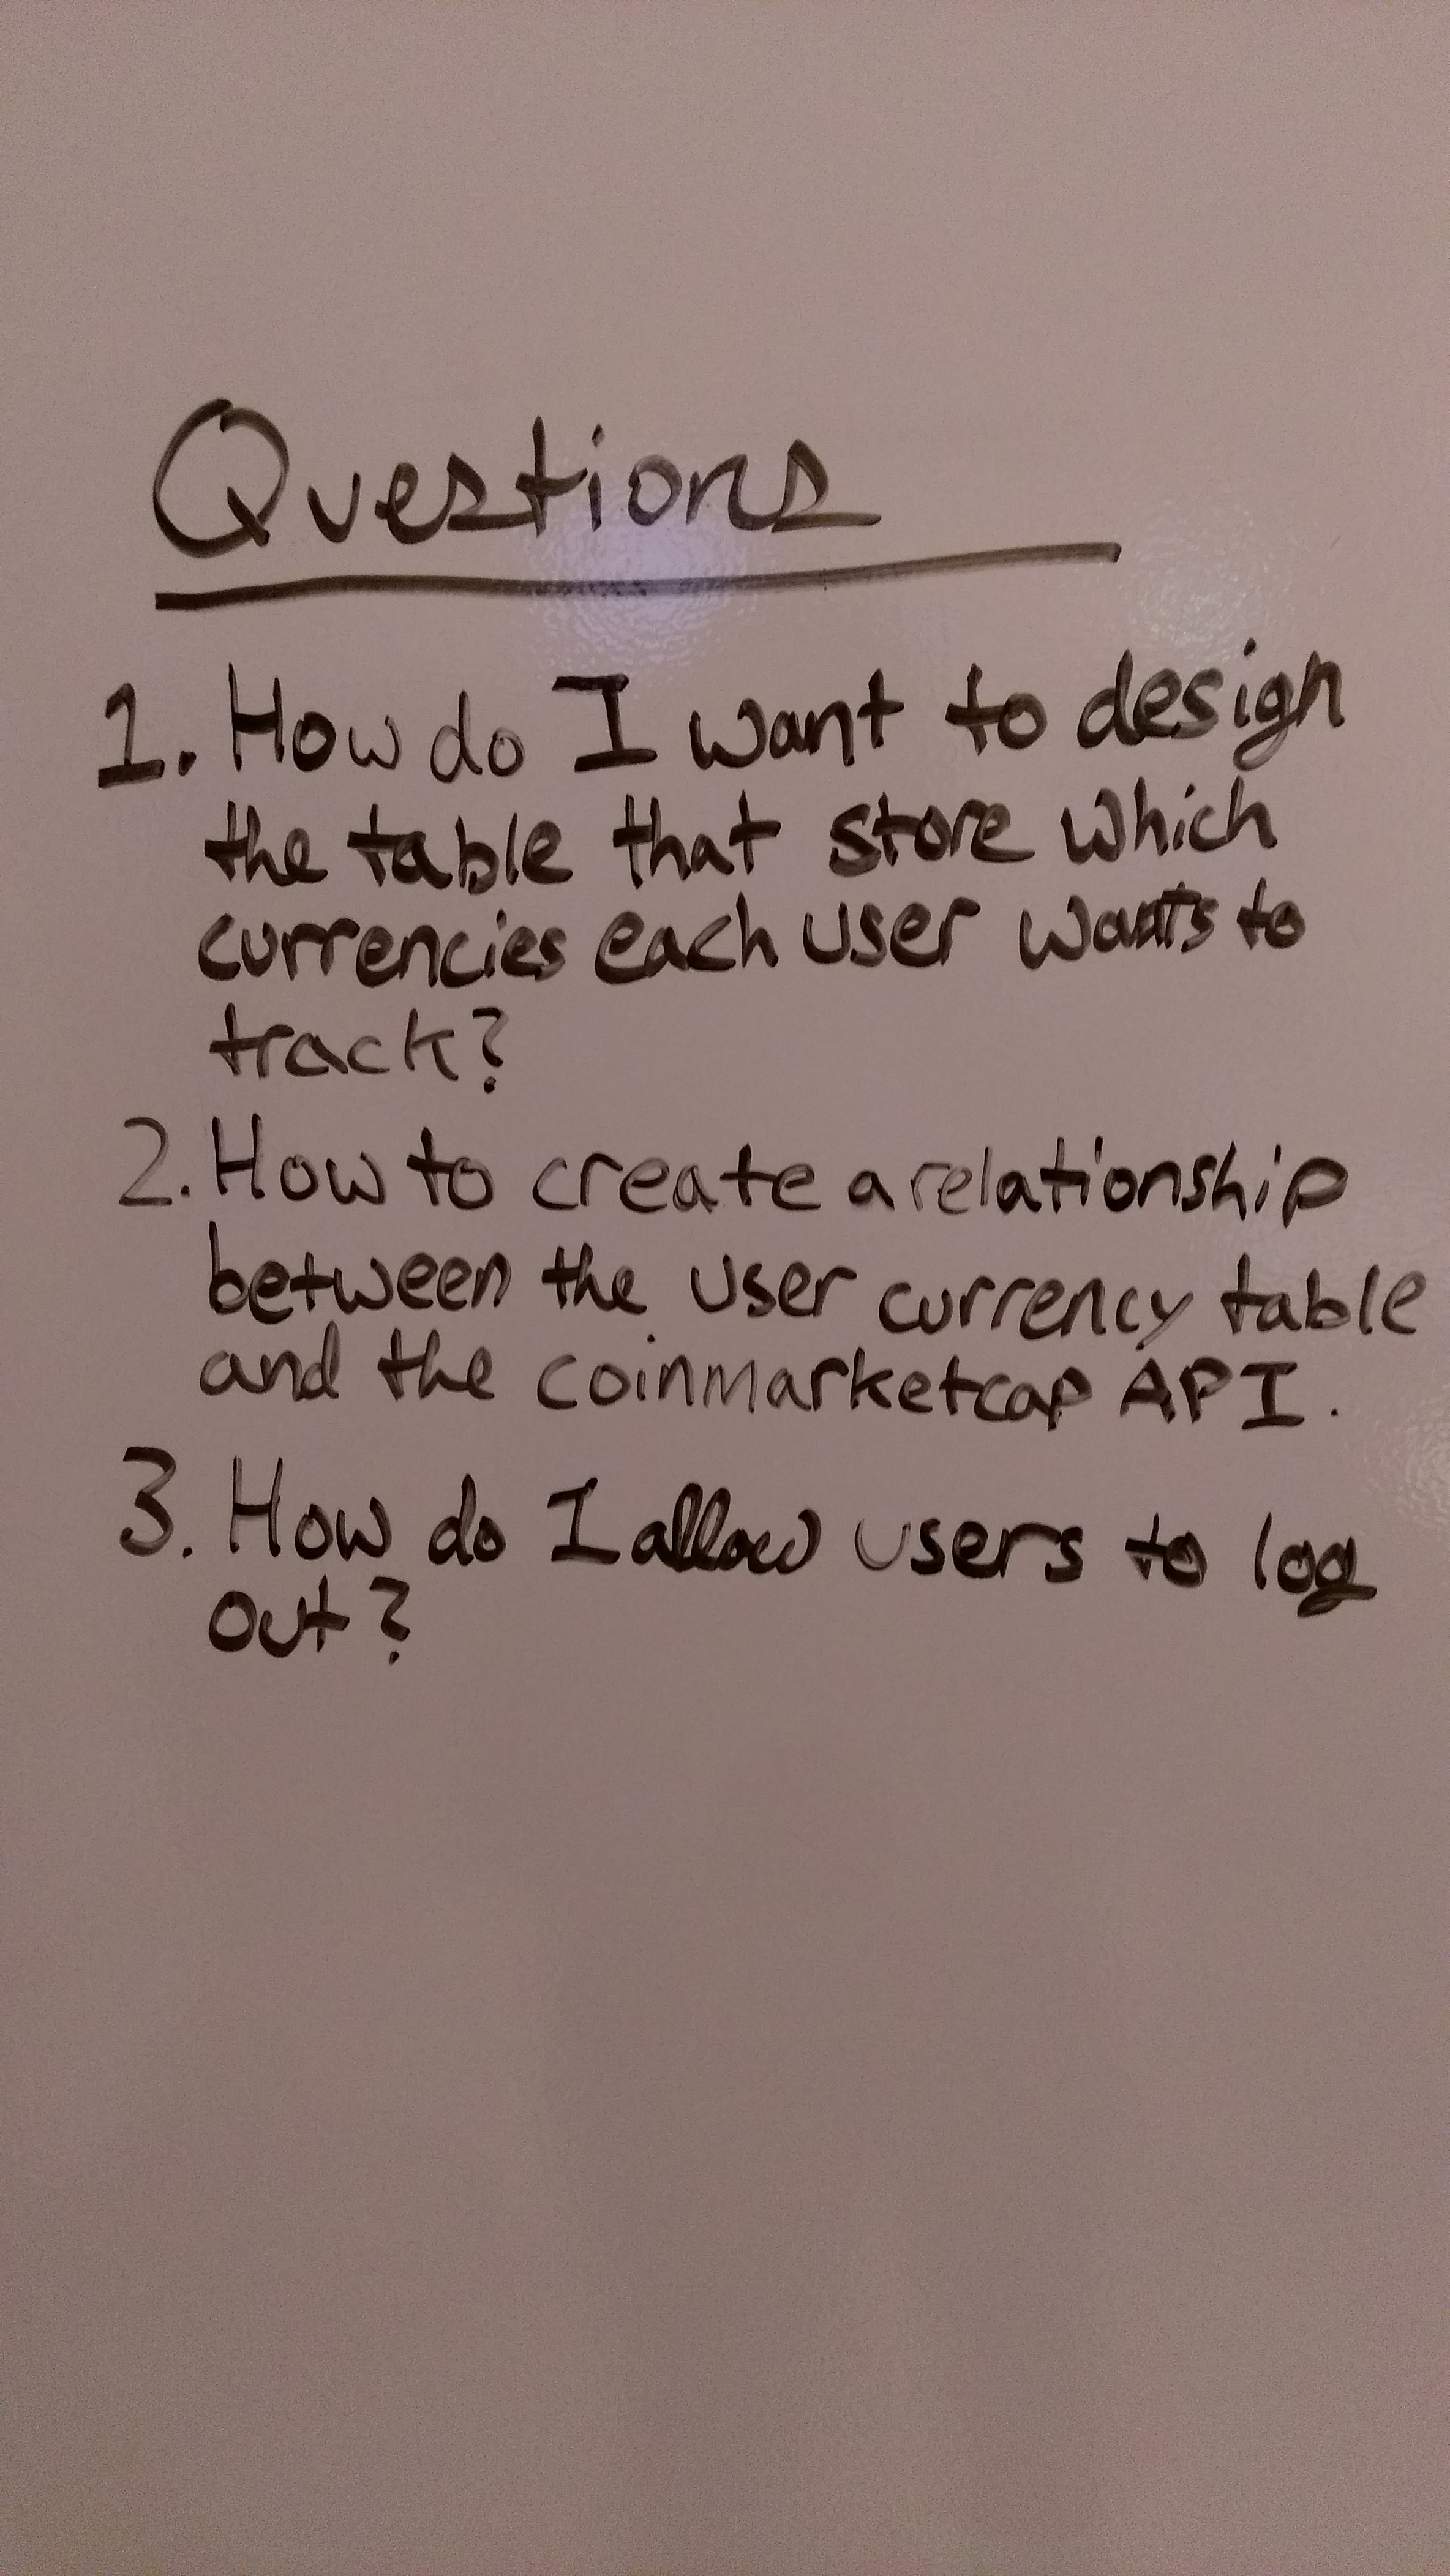 Questions
1. How do I want to design
the table that store which
currencies each user wants to
track?
2. How to create a relationship
between the user currency table
and the coinmarketcap API.
3. How do I allow users to log
out?